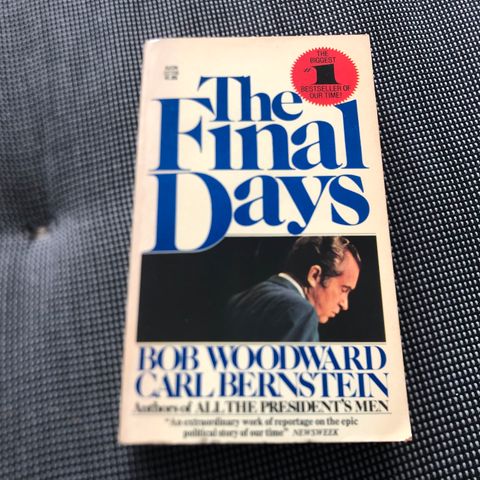 THE
BIGGEST
#1
BESTSELLER OF
OUR TIME!
The
Final
Days
BOB WOODWARD
CARL BERNSTEIN
Authors of ALL THE PRESIDENT'S MEN
"An extraordinary work of reportage on the epic
political story of our time" NEWSWEEK